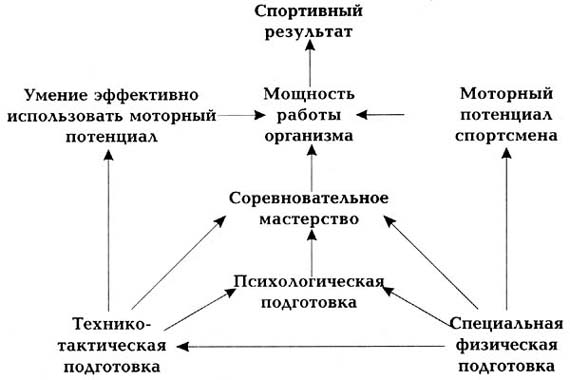 Спортивный
результат
Умение эффективно
использовать моторный
потенциал
Мощность
работы
организма
Моторный
потенциал
спортсмена
Соревновательное
мастерство
Психологическая
подготовка
Технико-
тактическая
подготовка
Специальная
физическая
подготовка